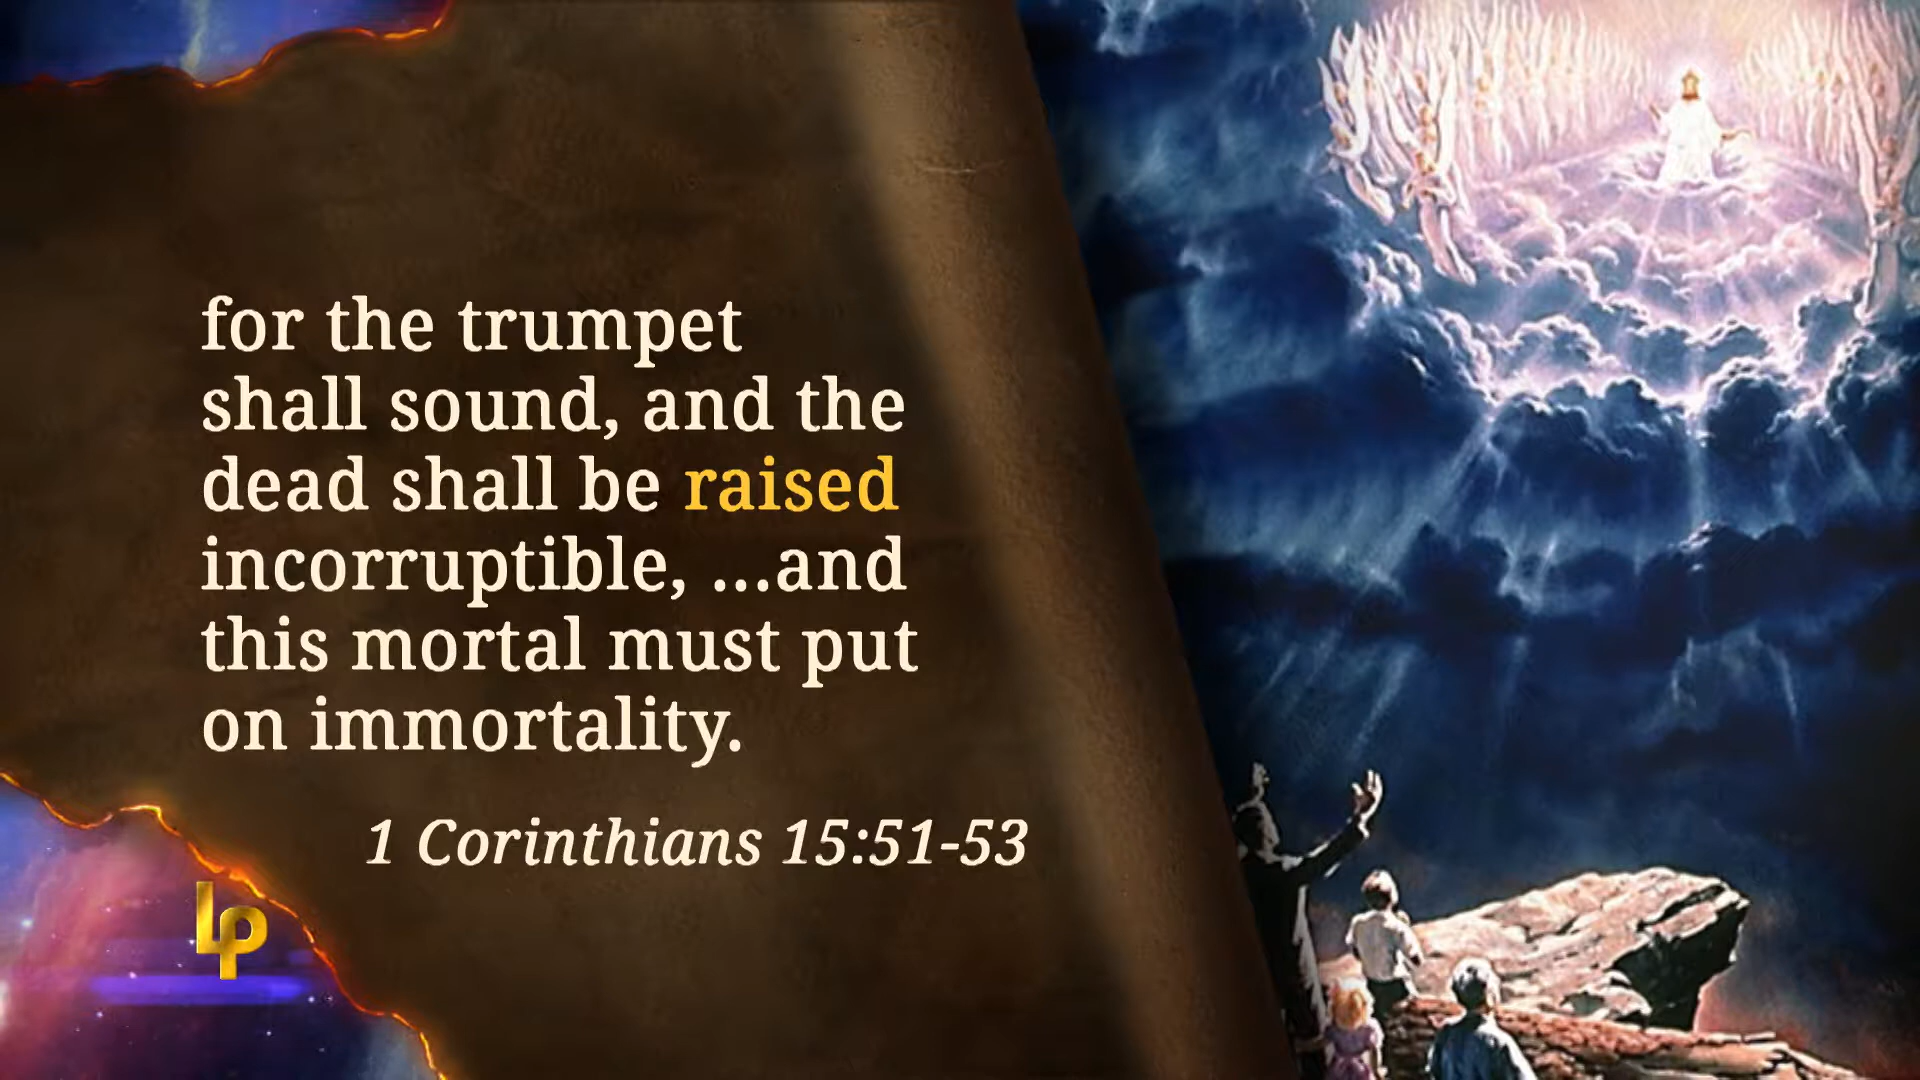 for the trumpet
shall sound, and the
dead shall be raised
incorruptible, ...and
this mortal must put
on immortality.
1 Corinthians 15:51-53
LP